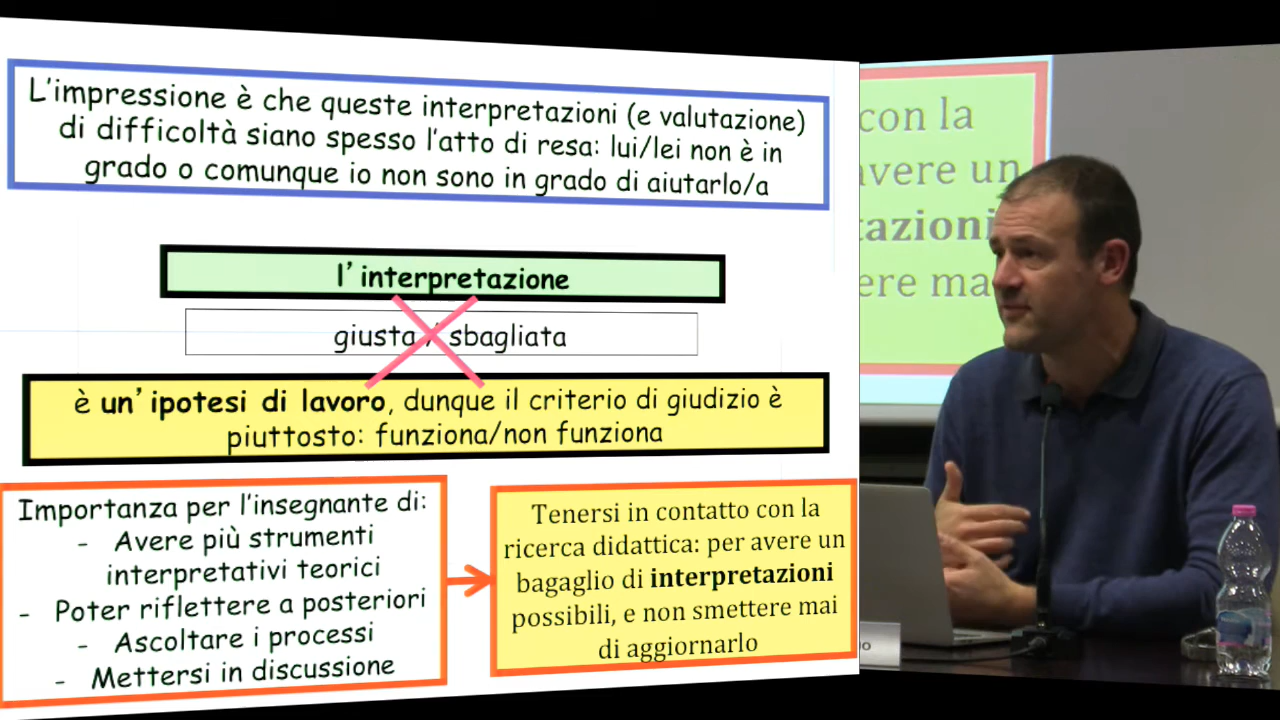 L'impressione è che queste interpretazioni (e valutazione)
di difficoltà siano spesso l'atto di resa: lui/lei non è in
grado o comunque io non sono in grado di aiutarlo/a
l'interpretazione
giusta / sbagliata
è un'ipotesi di lavoro, dunque il criterio di giudizio è
piuttosto: funziona/non funziona
Importanza per l'insegnante di:
- Avere più strumenti
interpretativi teorici
- Poter riflettere a posteriori
- Ascoltare i processi
- Mettersi in discussione
Tenersi in contatto con la
ricerca didattica: per avere un
bagaglio di interpretazioni
possibili, e non smettere mai
di aggiornarlo
con la
avere un
tazioni
ere ma